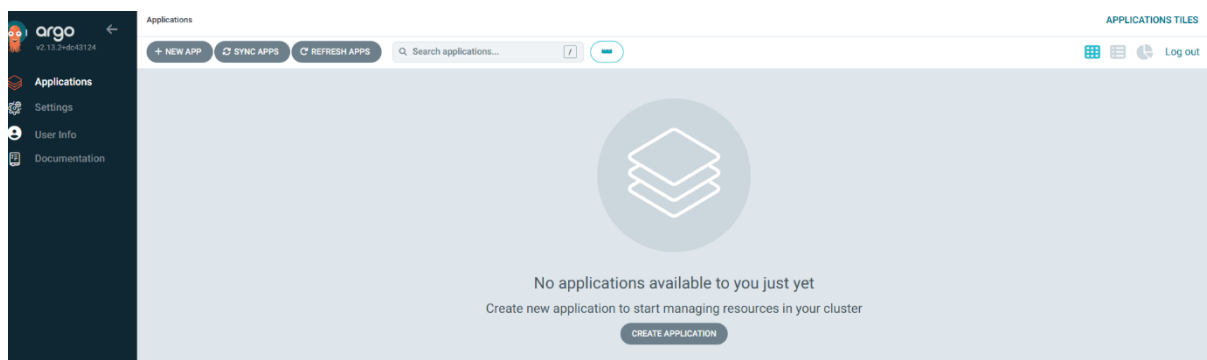 argo
v2.13.2+dc43124
Applications
Settings
User Info
Documentation
Applications
APPLICATIONS TILES
+ NEW APP SYNC APPS REFRESH APPS Search applications... / Log out
No applications available to you just yet
Create new application to start managing resources in your cluster
CREATE APPLICATION